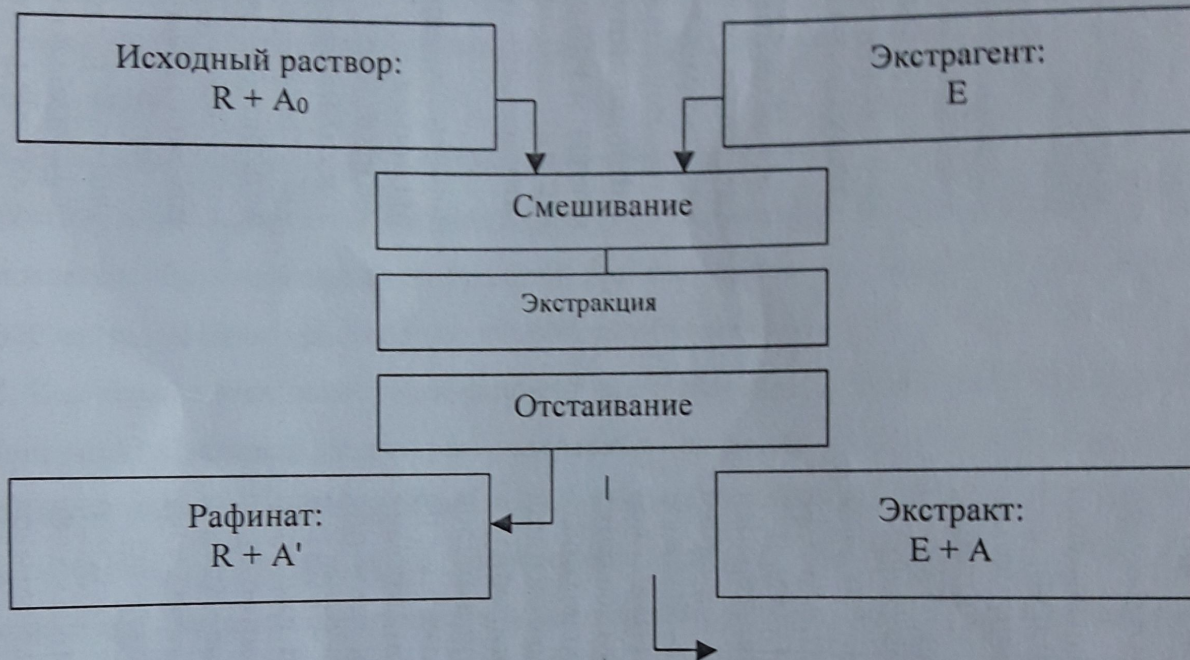 Исходный раствор:
R + A₀
Экстрагент:
E
Смешивание
Экстракция
Отстаивание
Рафинат:
R + A'
Экстракт:
E + A